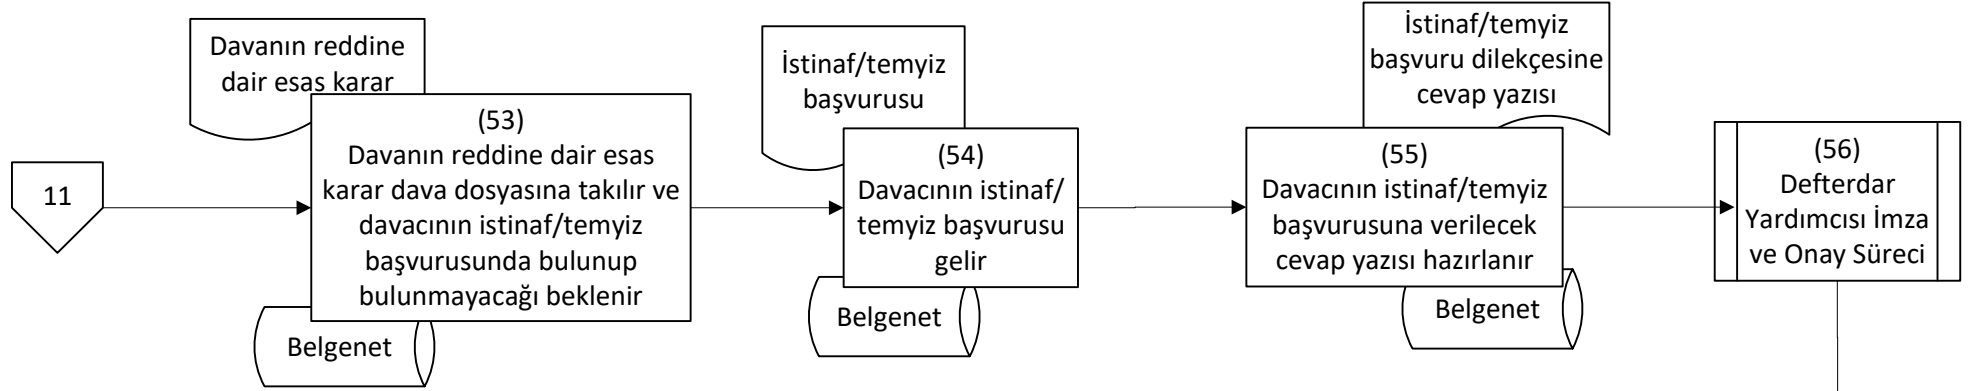 11
Davanın reddine
dair esas karar
(53)
Davanın reddine dair esas
karar dava dosyasına takılır ve
davacının istinaf/temyiz
başvurusunda bulunup
bulunmayacağı beklenir
Belgenet
İstinaf/temyiz
başvurusu
(54)
Davacının istinaf/
temyiz başvurusu
gelir
Belgenet
İstinaf/temyiz
başvuru dilekçesine
cevap yazısı
(55)
Davacının istinaf/temyiz
başvurusuna verilecek
cevap yazısı hazırlanır
Belgenet
(56)
Defterdar
Yardımcısı İmza
ve Onay Süreci